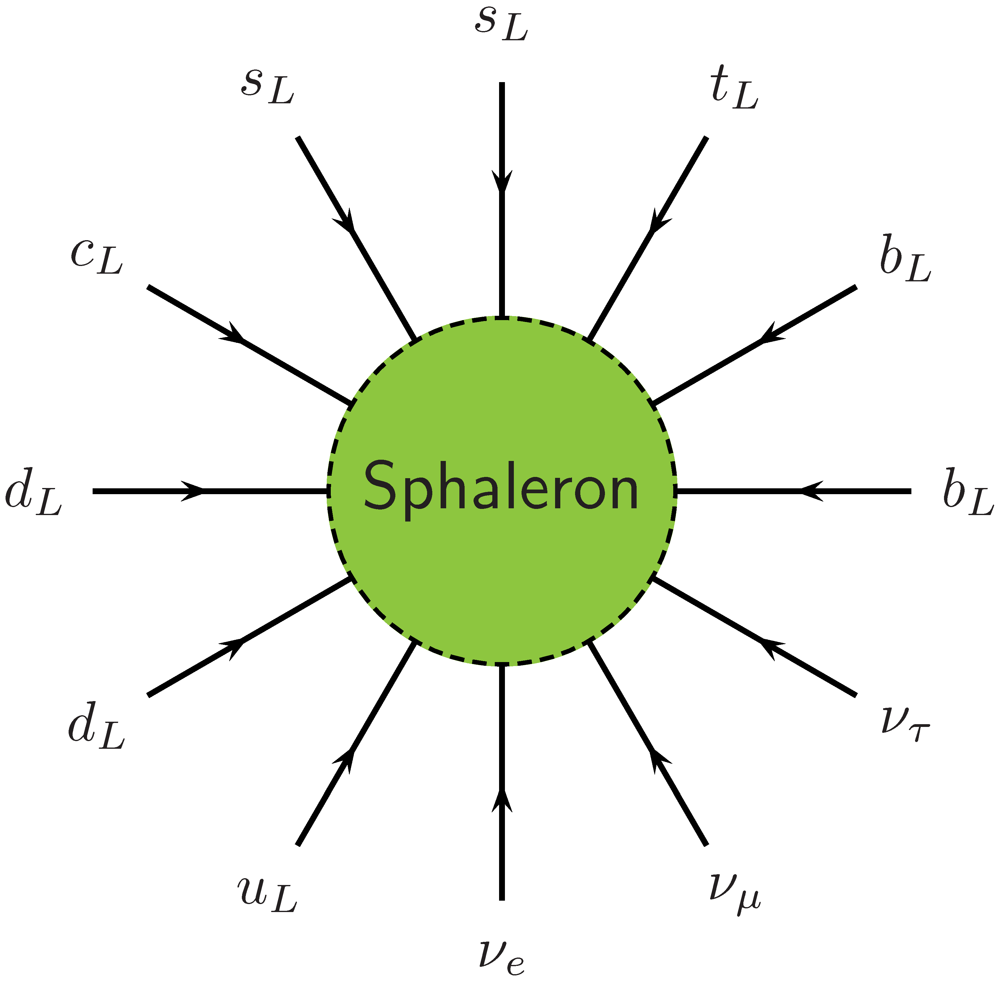 s_L
s_L
t_L
c_L
b_L
d_L
Sphaleron
b_L
d_L
ν_τ
u_L
ν_μ
ν_e